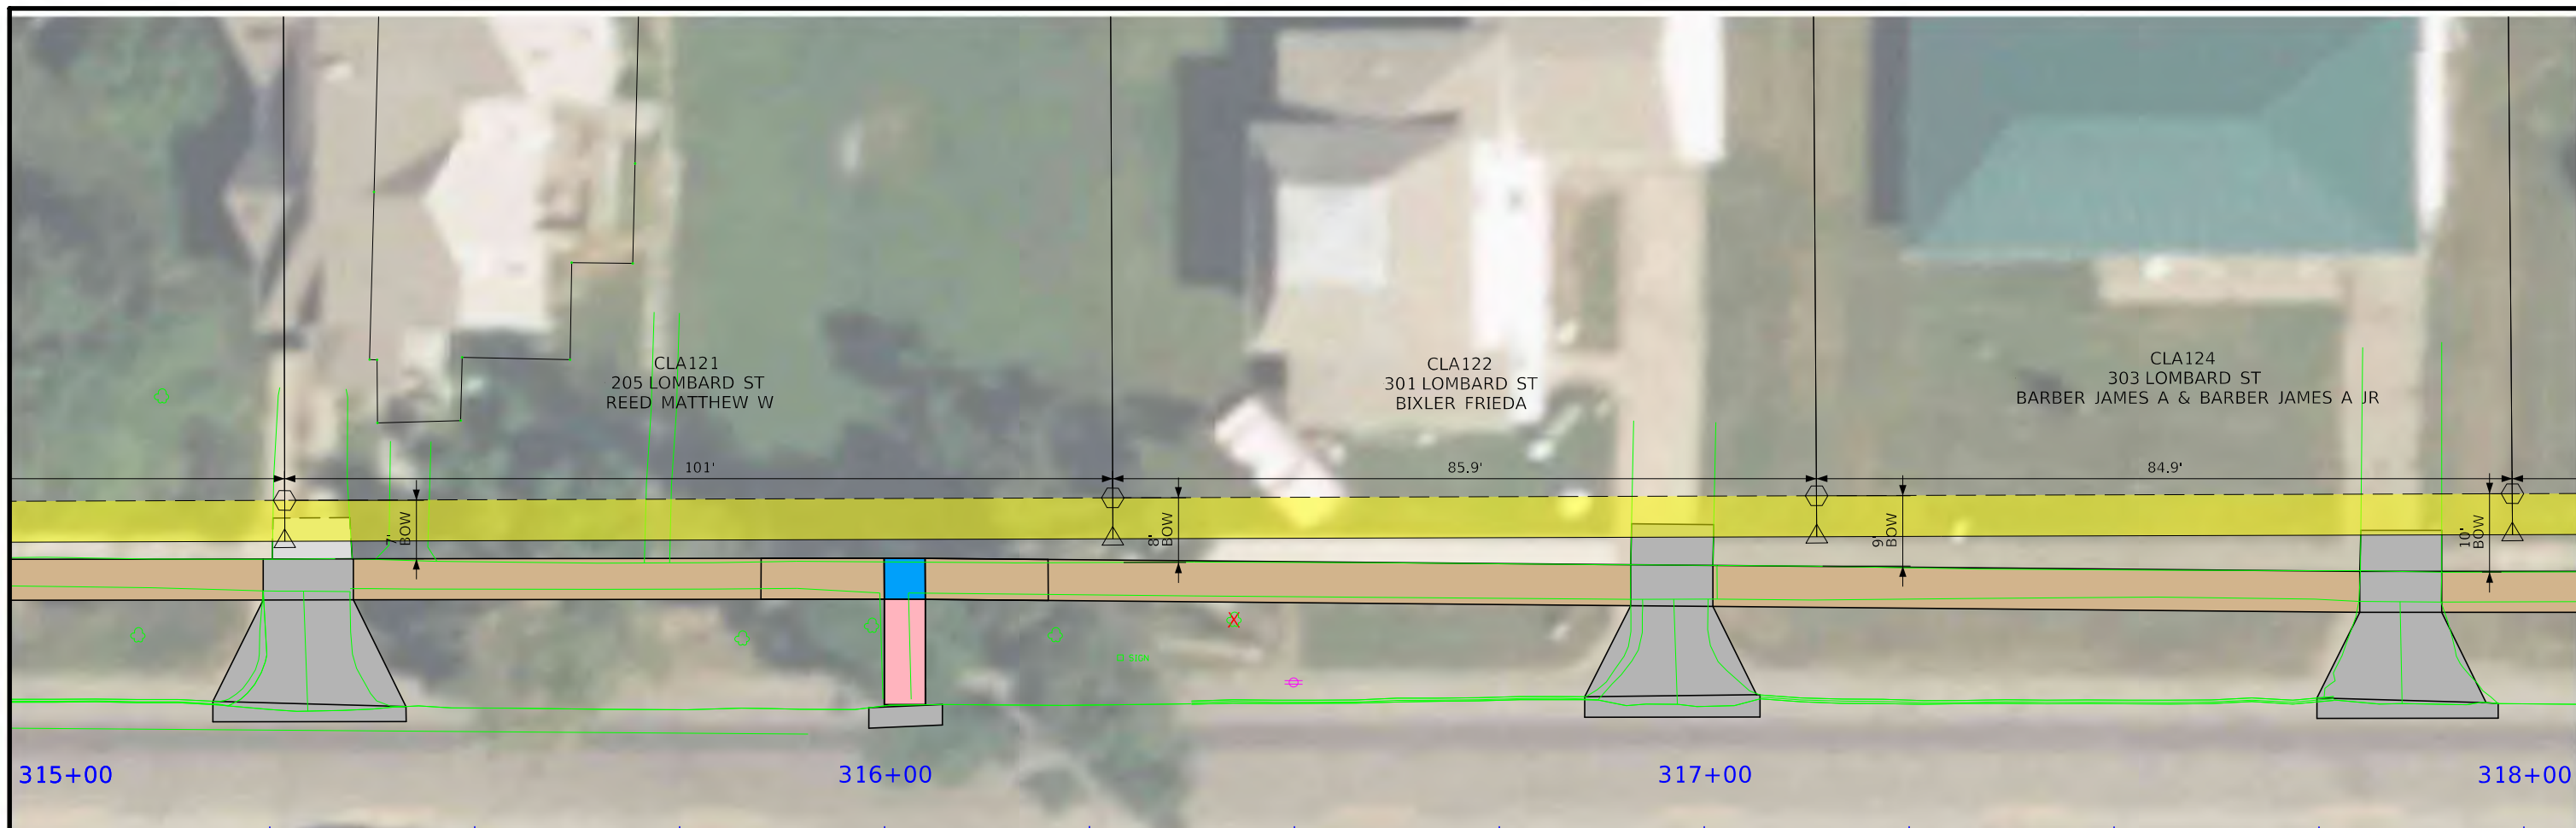 CLA121
205 LOMBARD ST
REED MATTHEW W
CLA122
301 LOMBARD ST
BIXLER FRIEDA
CLA124
303 LOMBARD ST
BARBER JAMES A & BARBER JAMES A JR
101'
85.9'
84.9'
7'
BOW
8'
BOW
9'
BOW
10'
BOW
315+00
316+00
317+00
318+00